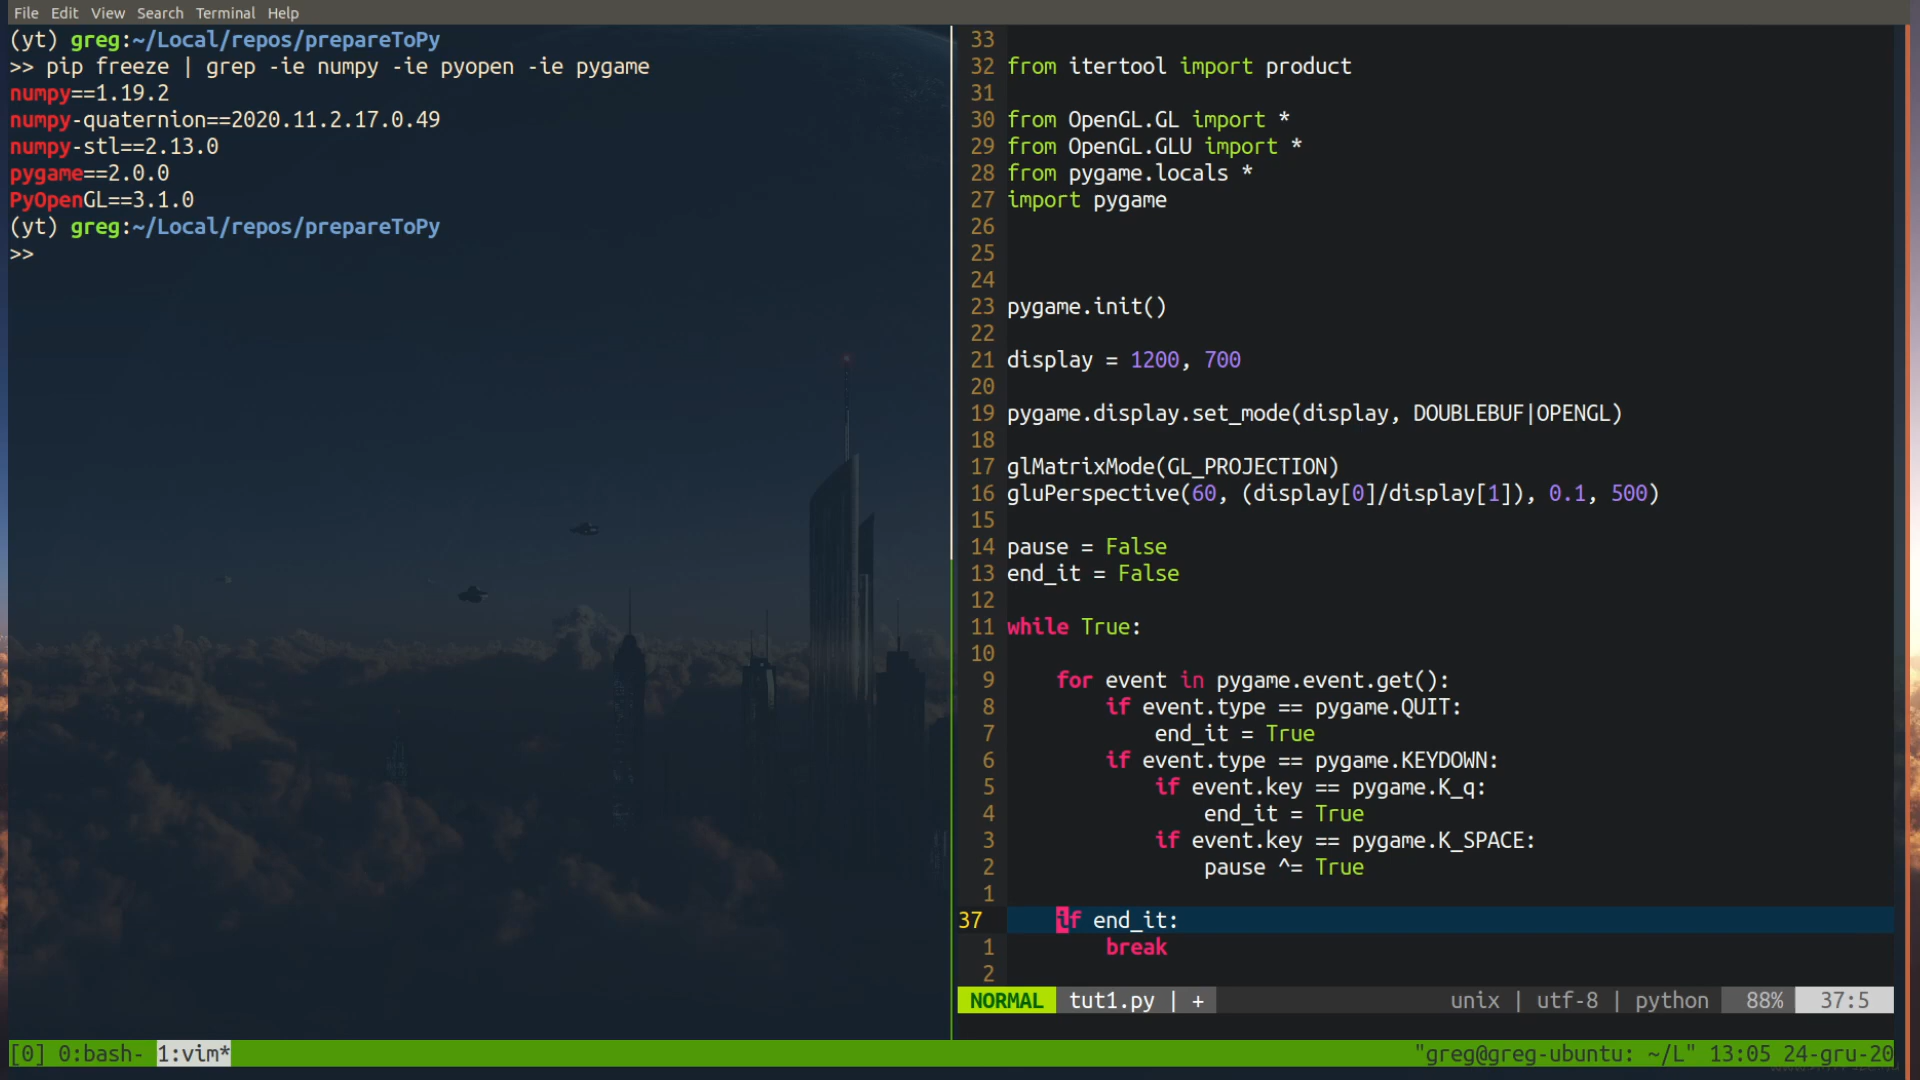 File Edit View Search Terminal Help
(yt) greg:~/Local/repos/prepareToPy
>> pip freeze | grep -ie numpy -ie pyopen -ie pygame
numpy==1.19.2
numpy-quaternion==2020.11.2.17.0.49
numpy-stl==2.13.0
pygame==2.0.0
PyOpenGL==3.1.0
(yt) greg:~/Local/repos/prepareToPy
>>
33
32 from itertool import product
31
30 from OpenGL.GL import *
29 from OpenGL.GLU import *
28 from pygame.locals *
27 import pygame
26
25
24
23 pygame.init()
22
21 display = 1200, 700
20
19 pygame.display.set_mode(display, DOUBLEBUF|OPENGL)
18
17 glMatrixMode(GL_PROJECTION)
16 gluPerspective(60, (display[0]/display[1]), 0.1, 500)
15
14 pause = False
13 end_it = False
12
11 while True:
10
9     for event in pygame.event.get():
8         if event.type == pygame.QUIT:
7             end_it = True
6         if event.type == pygame.KEYDOWN:
5             if event.key == pygame.K_q:
4                 end_it = True
3             if event.key == pygame.K_SPACE:
2                 pause ^= True
1
37     if end_it:
1         break
2
NORMAL tut1.py | + unix | utf-8 | python 88% 37:5
[0] 0:bash- 1:vim* "greg@greg-ubuntu: ~/L" 13:05 24-gru-20